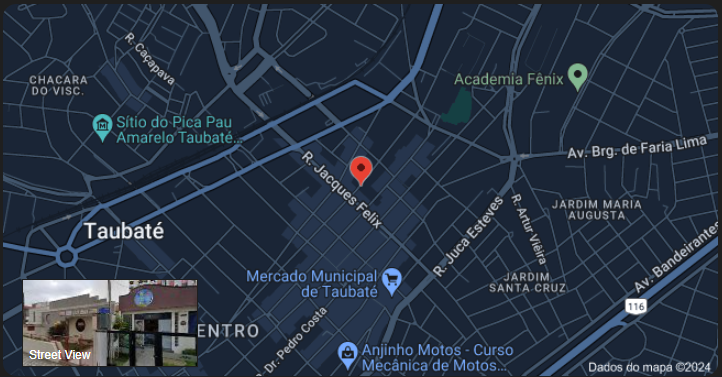 R. Caçapava
CHACARA
DO VISC.
Academia Fênix
Sítio do Pica Pau
Amarelo Taubaté...
Av. Brg. de Faria Lima
R. Jacques Felix
JARDIM MARIA
AUGUSTA
R. Artur Viêira
Taubaté
R. Juca Esteves
Av. Bandeirantes
Mercado Municipal
de Taubaté
JARDIM
SANTA CRUZ
116
ENTRO
R. Dr. Pedro Costa
Street View
Anjinho Motos - Curso
Mecânica de Motos...
Dados do mapa ©2024